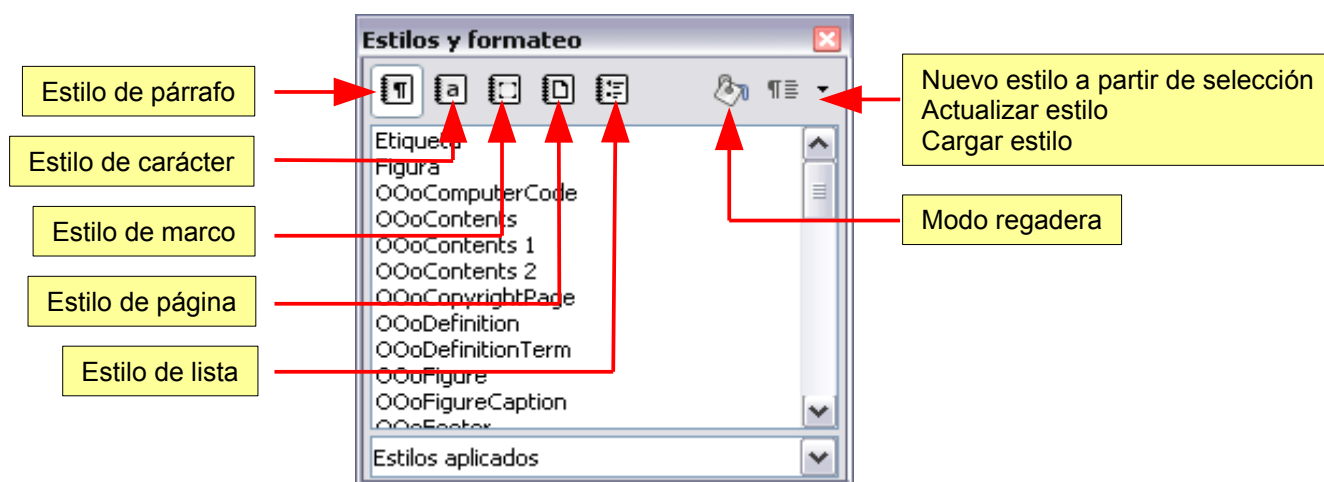 Estilos y formateo
Estilo de párrafo
Estilo de carácter
Estilo de marco
Estilo de página
Estilo de lista
a
Etiqueta
Figura
OOoComputerCode
OOoContents
OOoContents 1
OOoContents 2
OOoCopyrightPage
OOoDefinition
OOoDefinitionTerm
OOoFigure
OOoFigureCaption
OOoFooter
Estilos aplicados
Nuevo estilo a partir de selección
Actualizar estilo
Cargar estilo
Modo regadera